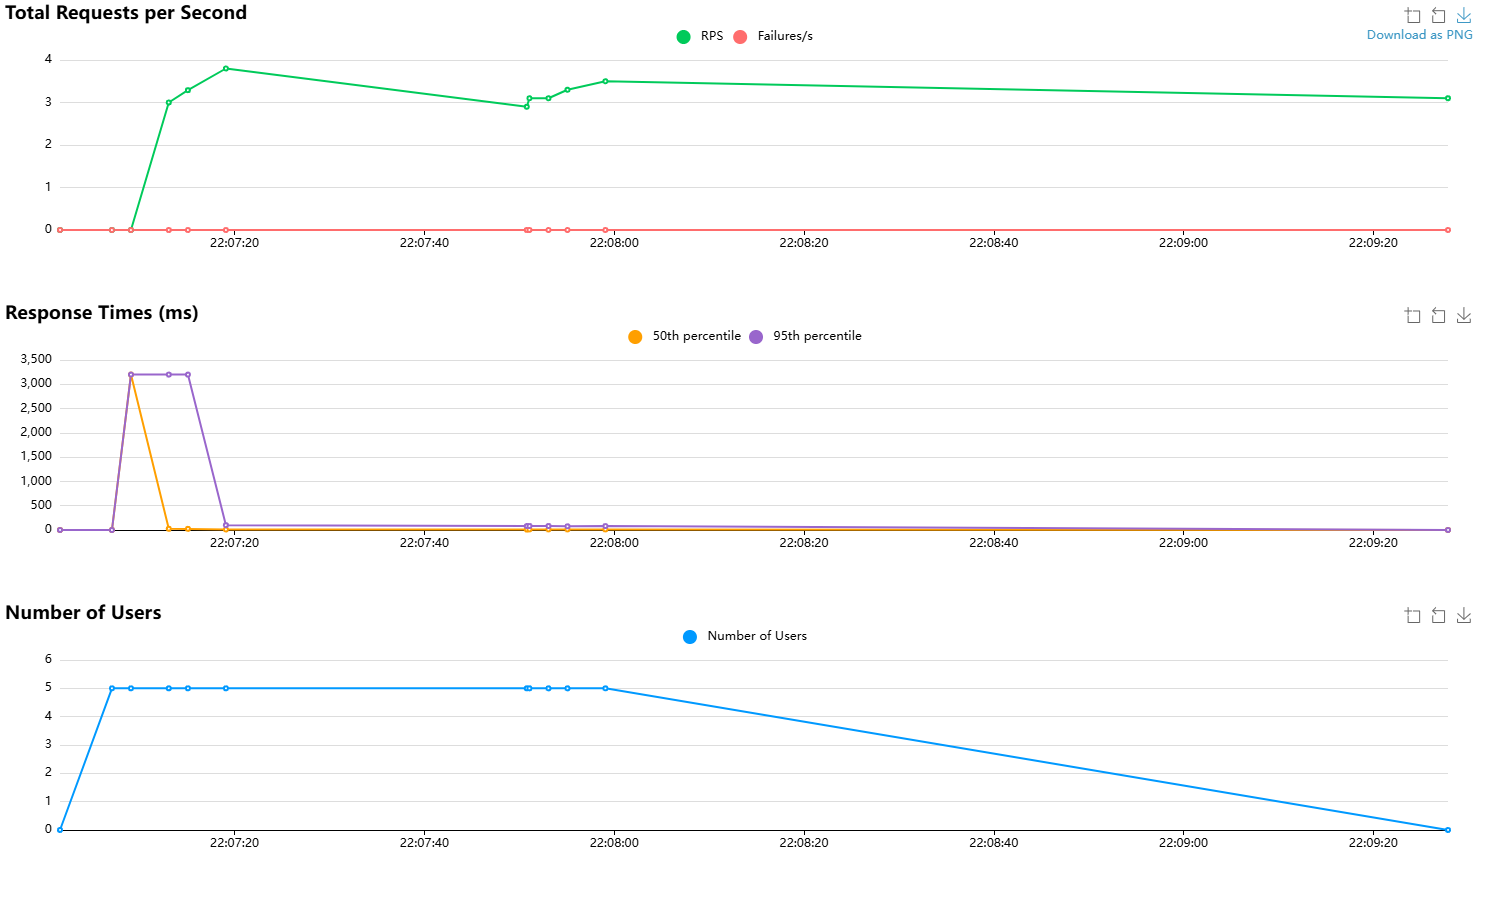 Total Requests per Second
Download as PNG
RPS Failures/s
4
3
2
1
0
22:07:20 22:07:40 22:08:00 22:08:20 22:08:40 22:09:00 22:09:20
Response Times (ms)
50th percentile 95th percentile
3,500
3,000
2,500
2,000
1,500
1,000
500
0
22:07:20 22:07:40 22:08:00 22:08:20 22:08:40 22:09:00 22:09:20
Number of Users
Number of Users
6
5
4
3
2
1
0
22:07:20 22:07:40 22:08:00 22:08:20 22:08:40 22:09:00 22:09:20